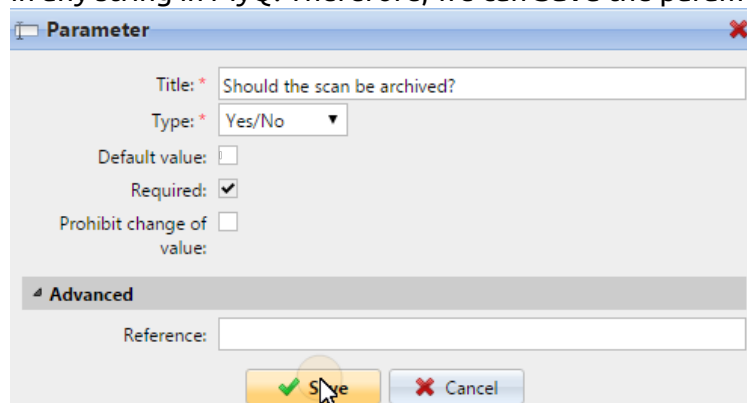 Parameter
Title: * Should the scan be archived?
Type: * Yes/No
Default value:
Required:
Prohibit change of
value:
Advanced
Reference:
Save Cancel